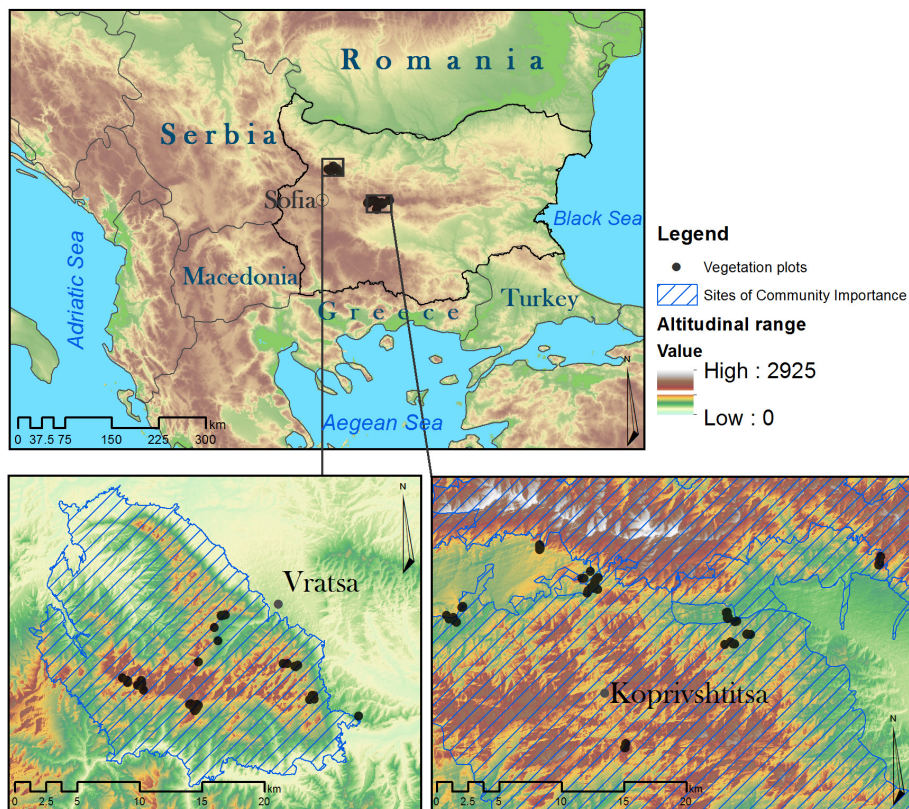 Romania
Serbia
Sofia
Black Sea
Adriatic Sea
Macedonia
Greece
Turkey
Aegean Sea
N
km
0 37.5 75 150 225 300
Legend
Vegetation plots
Sites of Community Importance
Altitudinal range
Value
High : 2925
Low : 0
N
Vratsa
km
0 2.5 5 10 15 20
Koprivshtitsa
N
km
0 2.5 5 10 15 20